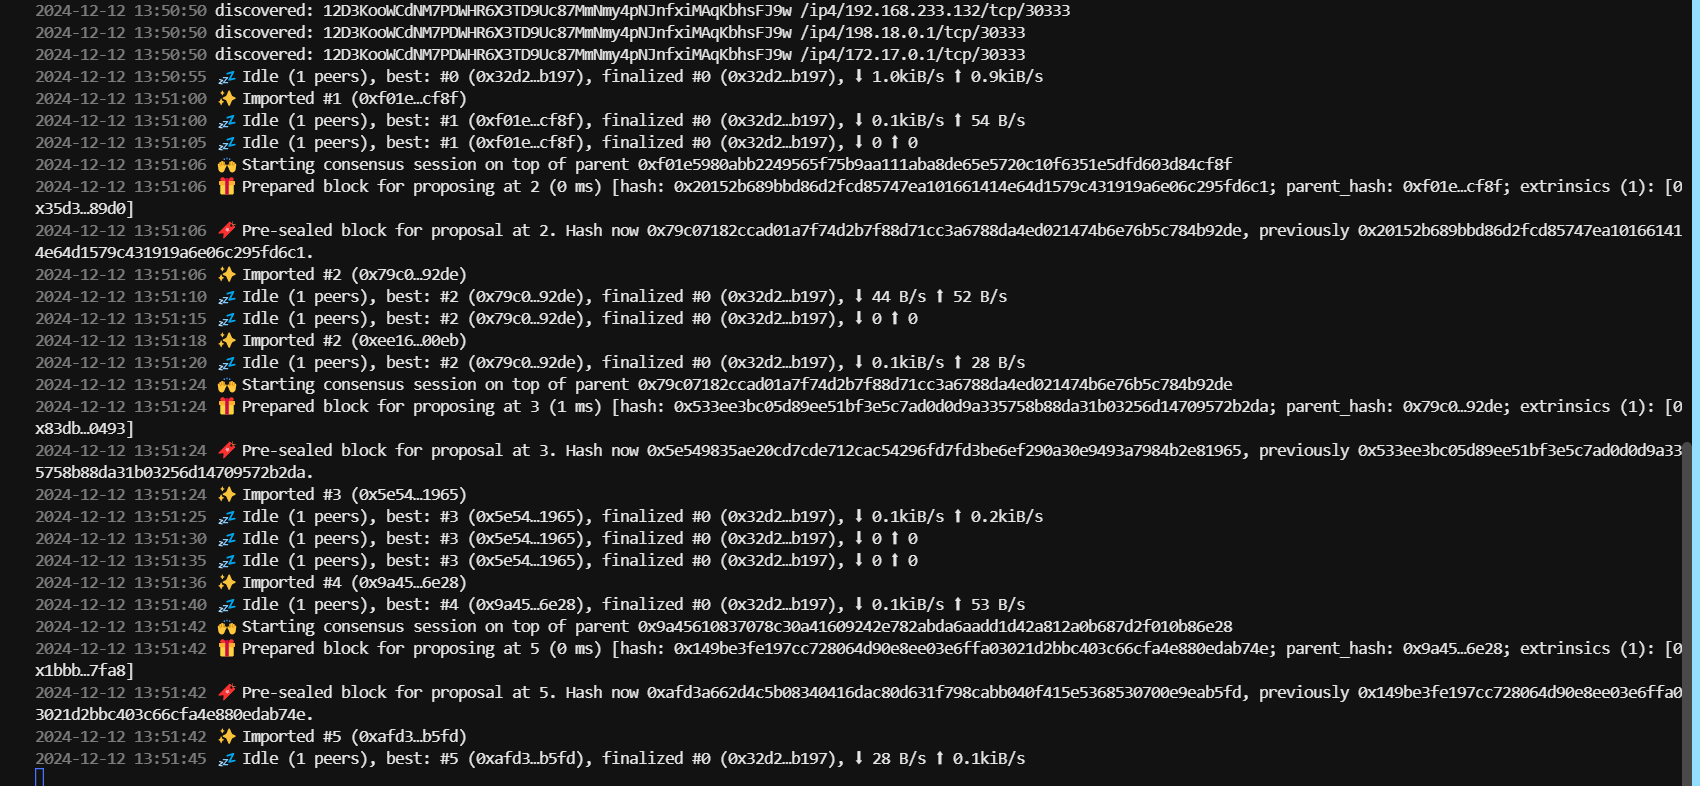 2024-12-12 13:50:50 discovered: 12D3KooWCdNM7PDWHR6X3TD9Uc87MmNmy4pNJnfxiMAqKbhsFJ9w /ip4/192.168.233.132/tcp/30333
2024-12-12 13:50:50 discovered: 12D3KooWCdNM7PDWHR6X3TD9Uc87MmNmy4pNJnfxiMAqKbhsFJ9w /ip4/198.18.0.1/tcp/30333
2024-12-12 13:50:50 discovered: 12D3KooWCdNM7PDWHR6X3TD9Uc87MmNmy4pNJnfxiMAqKbhsFJ9w /ip4/172.17.0.1/tcp/30333
2024-12-12 13:50:55 💤 Idle (1 peers), best: #0 (0x32d2…b197), finalized #0 (0x32d2…b197), ⬇ 1.0kiB/s ⬆ 0.9kiB/s
2024-12-12 13:51:00 ✨ Imported #1 (0xf01e…cf8f)
2024-12-12 13:51:00 💤 Idle (1 peers), best: #1 (0xf01e…cf8f), finalized #0 (0x32d2…b197), ⬇ 0.1kiB/s ⬆ 54 B/s
2024-12-12 13:51:05 💤 Idle (1 peers), best: #1 (0xf01e…cf8f), finalized #0 (0x32d2…b197), ⬇ 0 ⬆ 0
2024-12-12 13:51:06 🙌 Starting consensus session on top of parent 0xf01e5980abb2249565f75b9aa111aba8de65e5720c10f6351e5dfd603d84cf8f
2024-12-12 13:51:06 🎁 Prepared block for proposing at 2 (0 ms) [hash: 0x20152b689bbd86d2fcd85747ea101661414e64d1579c431919a6e06c295fd6c1; parent_hash: 0xf01e…cf8f; extrinsics (1): [0
x35d3…89d0]
2024-12-12 13:51:06 🔖 Pre-sealed block for proposal at 2. Hash now 0x79c07182ccad01a7f74d2b7f88d71cc3a6788da4ed021474b6e76b5c784b92de, previously 0x20152b689bbd86d2fcd85747ea10166141
4e64d1579c431919a6e06c295fd6c1.
2024-12-12 13:51:06 ✨ Imported #2 (0x79c0…92de)
2024-12-12 13:51:10 💤 Idle (1 peers), best: #2 (0x79c0…92de), finalized #0 (0x32d2…b197), ⬇ 44 B/s ⬆ 52 B/s
2024-12-12 13:51:15 💤 Idle (1 peers), best: #2 (0x79c0…92de), finalized #0 (0x32d2…b197), ⬇ 0 ⬆ 0
2024-12-12 13:51:18 ✨ Imported #2 (0xee16…00eb)
2024-12-12 13:51:20 💤 Idle (1 peers), best: #2 (0x79c0…92de), finalized #0 (0x32d2…b197), ⬇ 0.1kiB/s ⬆ 28 B/s
2024-12-12 13:51:24 🙌 Starting consensus session on top of parent 0x79c07182ccad01a7f74d2b7f88d71cc3a6788da4ed021474b6e76b5c784b92de
2024-12-12 13:51:24 🎁 Prepared block for proposing at 3 (1 ms) [hash: 0x533ee3bc05d89ee51bf3e5c7ad0d0d9a335758b88da31b03256d14709572b2da; parent_hash: 0x79c0…92de; extrinsics (1): [0
x83db…0493]
2024-12-12 13:51:24 🔖 Pre-sealed block for proposal at 3. Hash now 0x5e549835ae20cd7cde712cac54296fd7fd3be6ef290a30e9493a7984b2e81965, previously 0x533ee3bc05d89ee51bf3e5c7ad0d0d9a33
5758b88da31b03256d14709572b2da.
2024-12-12 13:51:24 ✨ Imported #3 (0x5e54…1965)
2024-12-12 13:51:25 💤 Idle (1 peers), best: #3 (0x5e54…1965), finalized #0 (0x32d2…b197), ⬇ 0.1kiB/s ⬆ 0.2kiB/s
2024-12-12 13:51:30 💤 Idle (1 peers), best: #3 (0x5e54…1965), finalized #0 (0x32d2…b197), ⬇ 0 ⬆ 0
2024-12-12 13:51:35 💤 Idle (1 peers), best: #3 (0x5e54…1965), finalized #0 (0x32d2…b197), ⬇ 0 ⬆ 0
2024-12-12 13:51:36 ✨ Imported #4 (0x9a45…6e28)
2024-12-12 13:51:40 💤 Idle (1 peers), best: #4 (0x9a45…6e28), finalized #0 (0x32d2…b197), ⬇ 0.1kiB/s ⬆ 53 B/s
2024-12-12 13:51:42 🙌 Starting consensus session on top of parent 0x9a45610837078c30a41609242e782abda6aadd1d42a812a0b687d2f010b86e28
2024-12-12 13:51:42 🎁 Prepared block for proposing at 5 (0 ms) [hash: 0x149be3fe197cc728064d90e8ee03e6ffa03021d2bbc403c66cfa4e880edab74e; parent_hash: 0x9a45…6e28; extrinsics (1): [0
x1bbb…7fa8]
2024-12-12 13:51:42 🔖 Pre-sealed block for proposal at 5. Hash now 0xafd3a662d4c5b08340416dac80d631f798cabb040f415e5368530700e9eab5fd, previously 0x149be3fe197cc728064d90e8ee03e6ffa0
3021d2bbc403c66cfa4e880edab74e.
2024-12-12 13:51:42 ✨ Imported #5 (0xafd3…b5fd)
2024-12-12 13:51:45 💤 Idle (1 peers), best: #5 (0xafd3…b5fd), finalized #0 (0x32d2…b197), ⬇ 28 B/s ⬆ 0.1kiB/s